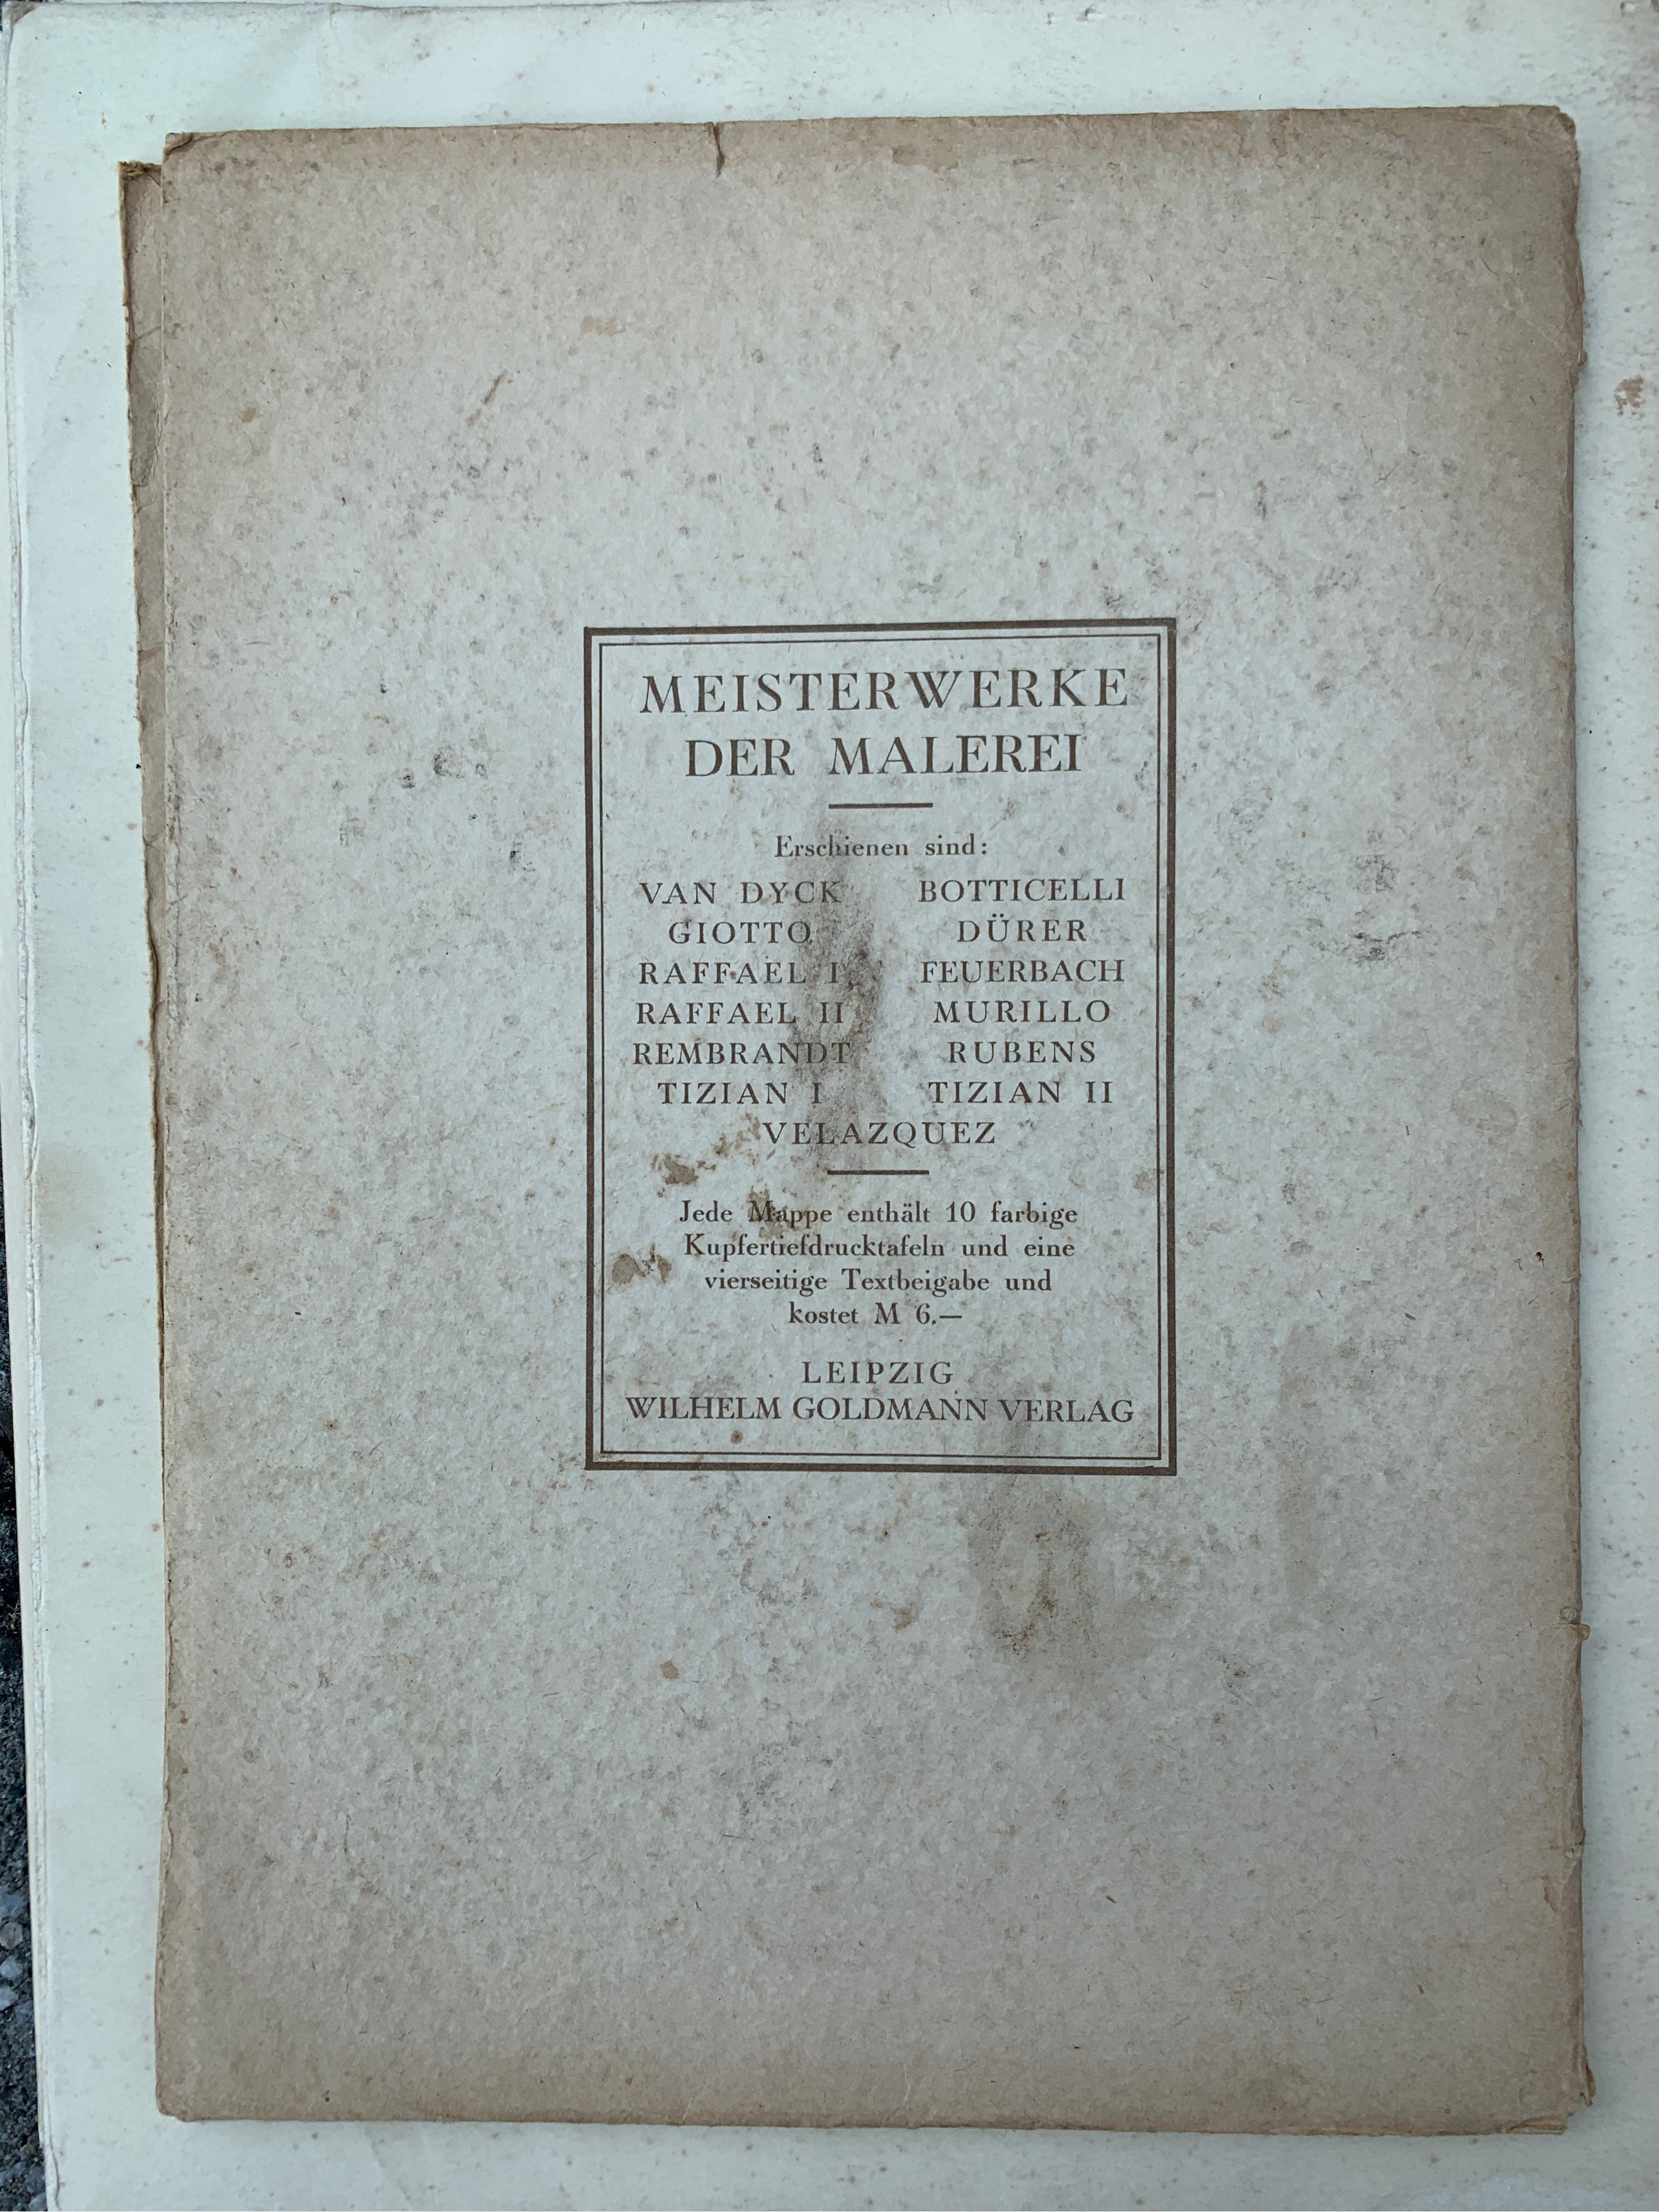 MEISTERWERKE
DER MALEREI
Erschienen sind:
VAN DYCK BOTTICELLI
GIOTTO DÜRER
RAFFAEL I FEUERBACH
RAFFAEL II MURILLO
REMBRANDT RUBENS
TIZIAN I TIZIAN II
VELAZQUEZ
Jede Mappe enthält 10 farbige
Kupfertiefdrucktafeln und eine
vierseitige Textbeigabe und
kostet M 6.—
LEIPZIG
WILHELM GOLDMANN VERLAG